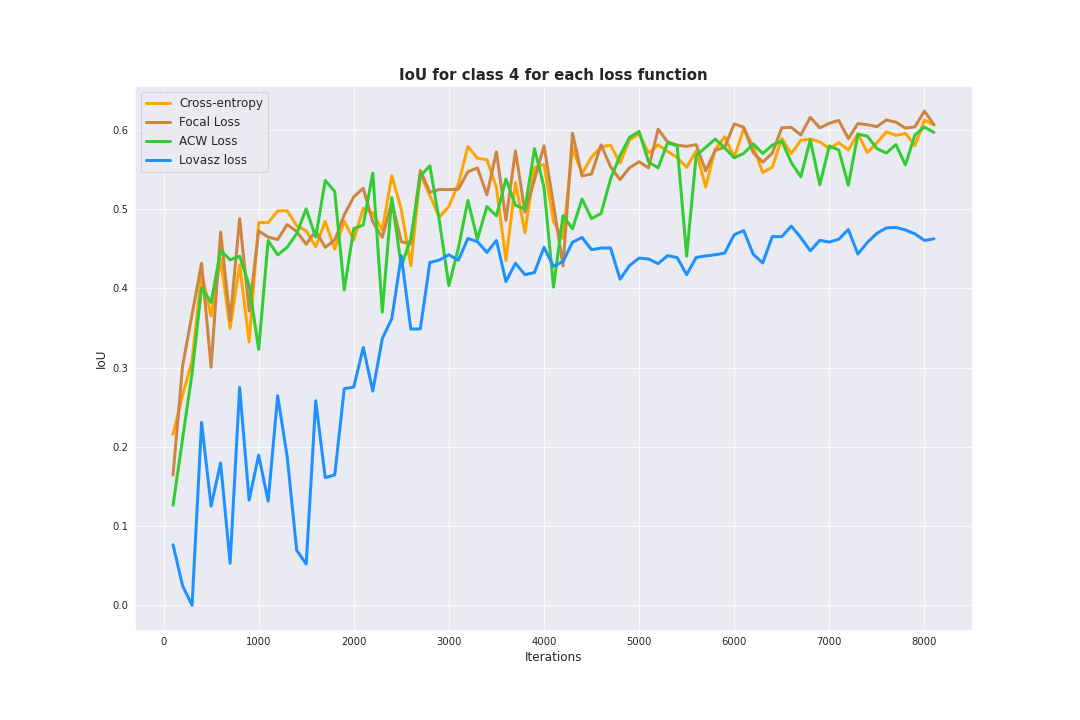 IoU for class 4 for each loss function
Cross-entropy
Focal Loss
ACW Loss
Lovasz loss
0.6
0.5
0.4
0.3
0.2
0.1
0.0
IoU
0 1000 2000 3000 4000 5000 6000 7000 8000
Iterations